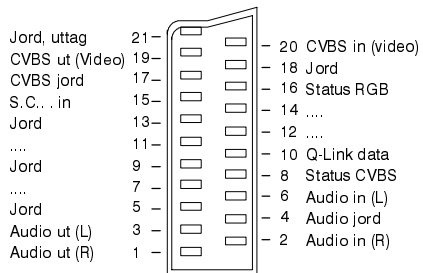 Jord, uttag 21
CVBS ut (Video) 19
CVBS jord 17
S.C.. . in 15
Jord 13
.... 11
Jord 9
.... 7
Jord 5
Audio ut (L) 3
Audio ut (R) 1
20 CVBS in (video)
18 Jord
16 Status RGB
14 ....
12 ....
10 Q-Link data
8 Status CVBS
6 Audio in (L)
4 Audio jord
2 Audio in (R)